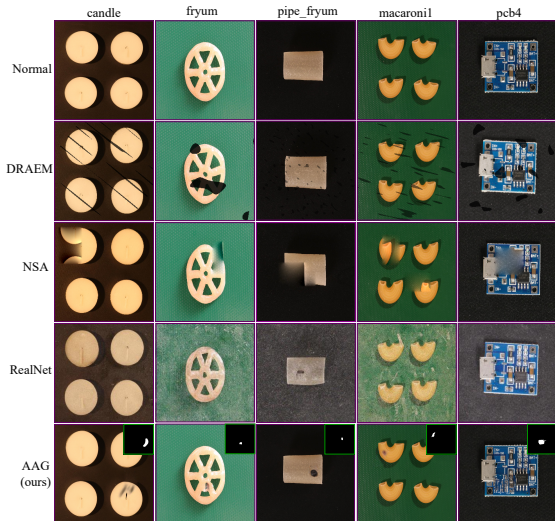 candle fryum pipe_fryum macaroni1 pcb4
Normal
DRAEM
NSA
RealNet
AAG
(ours)